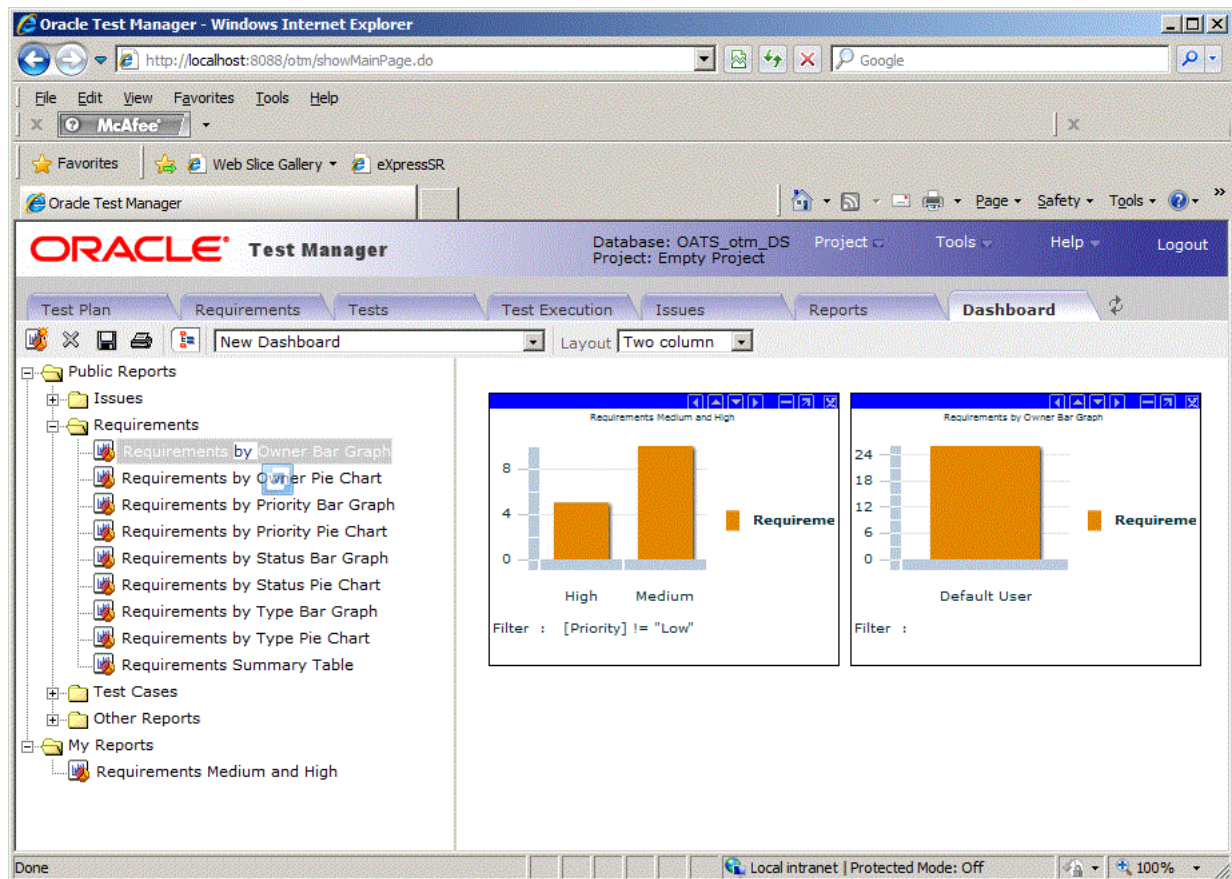 Oracle Test Manager - Windows Internet Explorer
http://localhost:8088/otm/showMainPage.do
Google
File Edit View Favorites Tools Help
McAfee
Favorites Web Slice Gallery eXpressSR
Oracle Test Manager
Page Safety Tools »
ORACLE Test Manager
Database: OATS_otm_DS
Project: Empty Project
Project Tools Help Logout
Test Plan Requirements Tests Test Execution Issues Reports Dashboard
New Dashboard Layout Two column
Public Reports
Issues
Requirements
Requirements by Owner Bar Graph
Requirements by Owner Pie Chart
Requirements by Priority Bar Graph
Requirements by Priority Pie Chart
Requirements by Status Bar Graph
Requirements by Status Pie Chart
Requirements by Type Bar Graph
Requirements by Type Pie Chart
Requirements Summary Table
Test Cases
Other Reports
My Reports
Requirements Medium and High
Requirements Medium and High
8
4
0
High Medium
Requireme
Filter : [Priority] != "Low"
Requirements by Owner Bar Graph
24
18
12
6
0
Default User
Requireme
Filter :
Done
Local intranet | Protected Mode: Off
100%